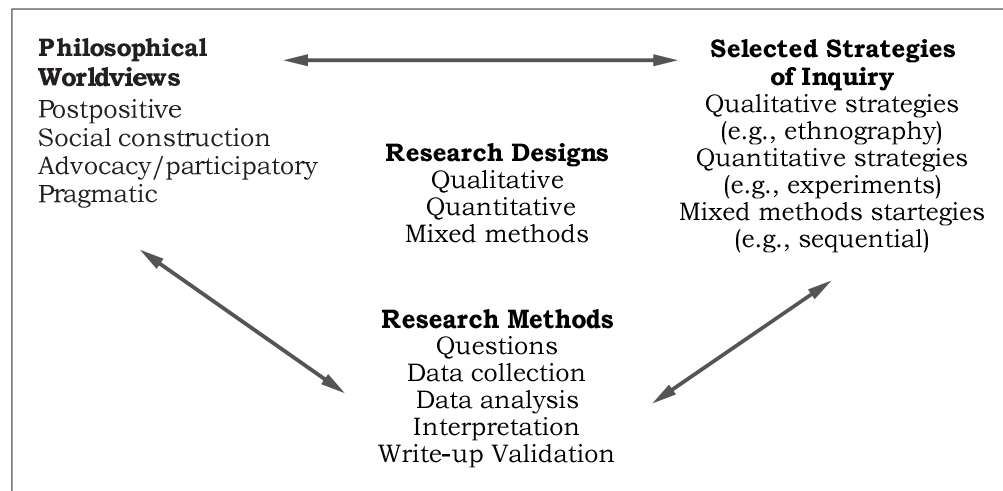 Philosophical
Worldviews
Postpositive
Social construction
Advocacy/participatory
Pragmatic
Research Designs
Qualitative
Quantitative
Mixed methods
Selected Strategies
of Inquiry
Qualitative strategies
(e.g., ethnography)
Quantitative strategies
(e.g., experiments)
Mixed methods startegies
(e.g., sequential)
Research Methods
Questions
Data collection
Data analysis
Interpretation
Write-up Validation